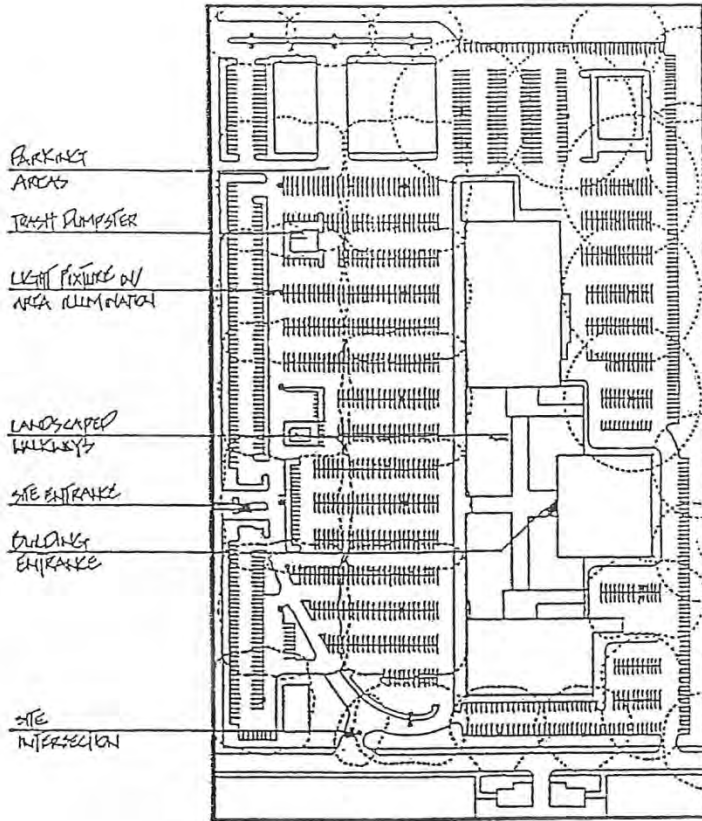 PARKING
AREAS
TRASH DUMPSTER
LIGHT FIXTURE W/
AREA ILLUMINATION
LANDSCAPED
WALKWAYS
SITE ENTRANCE
BUILDING
ENTRANCE
SITE
INTERSECTION